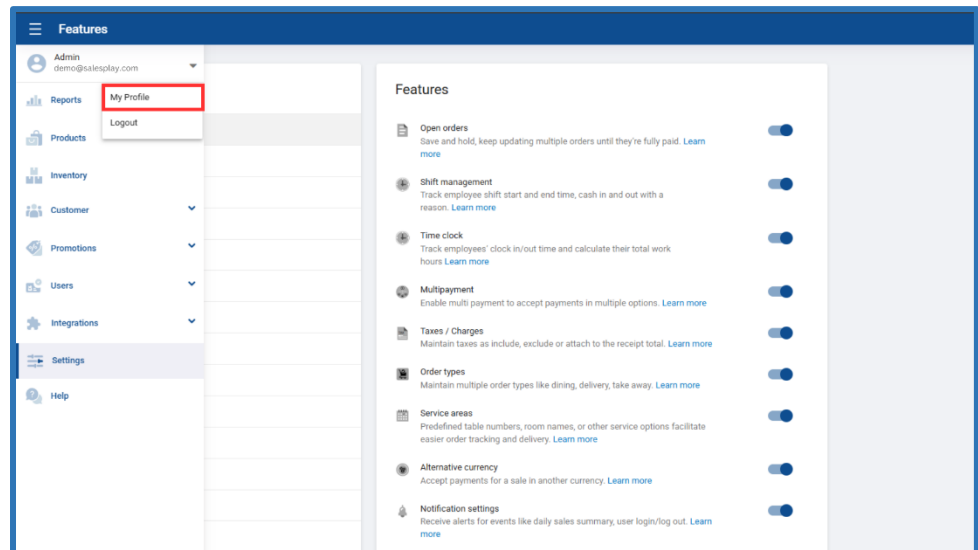 Features
Admin
demo@salesplay.com
My Profile
Logout
Reports
Products
Inventory
Customer
Promotions
Users
Integrations
Settings
Help
Features
Open orders
Save and hold, keep updating multiple orders until they're fully paid. Learn
more
Shift management
Track employee shift start and end time, cash in and out with a
reason. Learn more
Time clock
Track employees' clock in/out time and calculate their total work
hours Learn more
Multipayment
Enable multi payment to accept payments in multiple options. Learn more
Taxes / Charges
Maintain taxes as include, exclude or attach to the receipt total. Learn more
Order types
Maintain multiple order types like dining, delivery, take away. Learn more
Service areas
Predefined table numbers, room names, or other service options facilitate
easier order tracking and delivery. Learn more
Alternative currency
Accept payments for a sale in another currency. Learn more
Notification settings
Receive alerts for events like daily sales summary, user login/log out. Learn
more